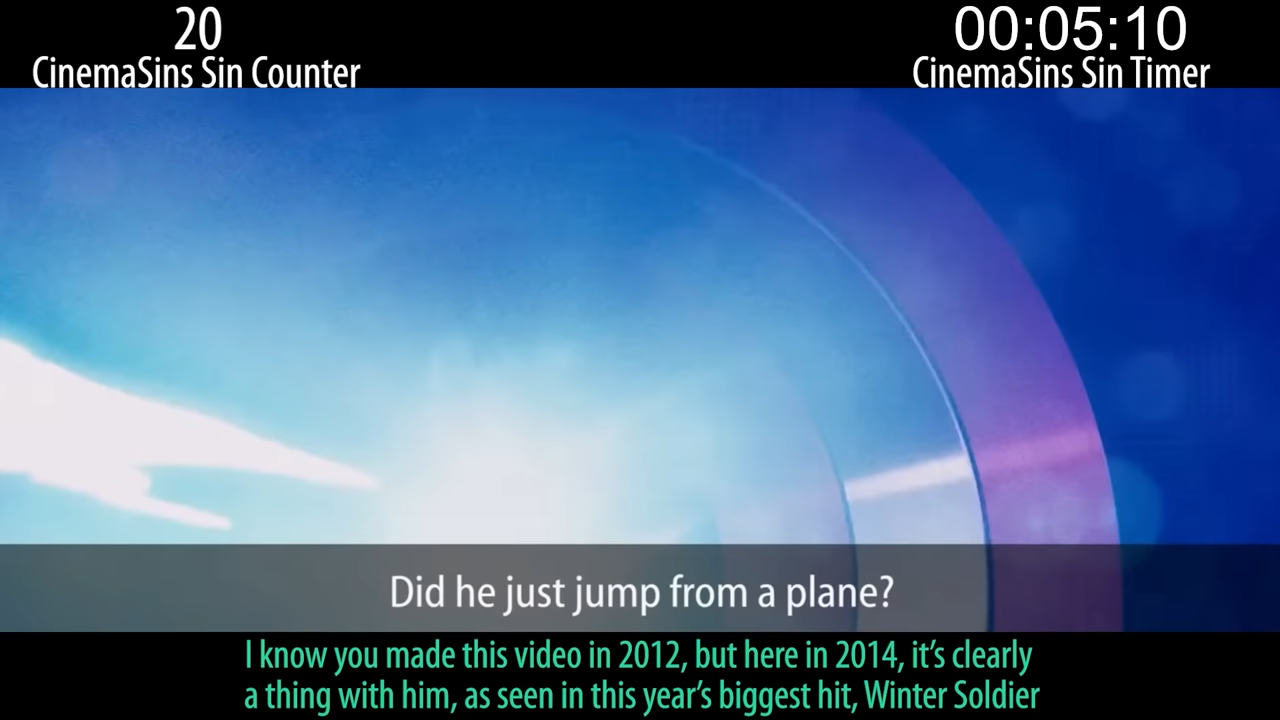 20
CinemaSins Sin Counter
00:05:10
CinemaSins Sin Timer
Did he just jump from a plane?
I know you made this video in 2012, but here in 2014, it's clearly
a thing with him, as seen in this year's biggest hit, Winter Soldier